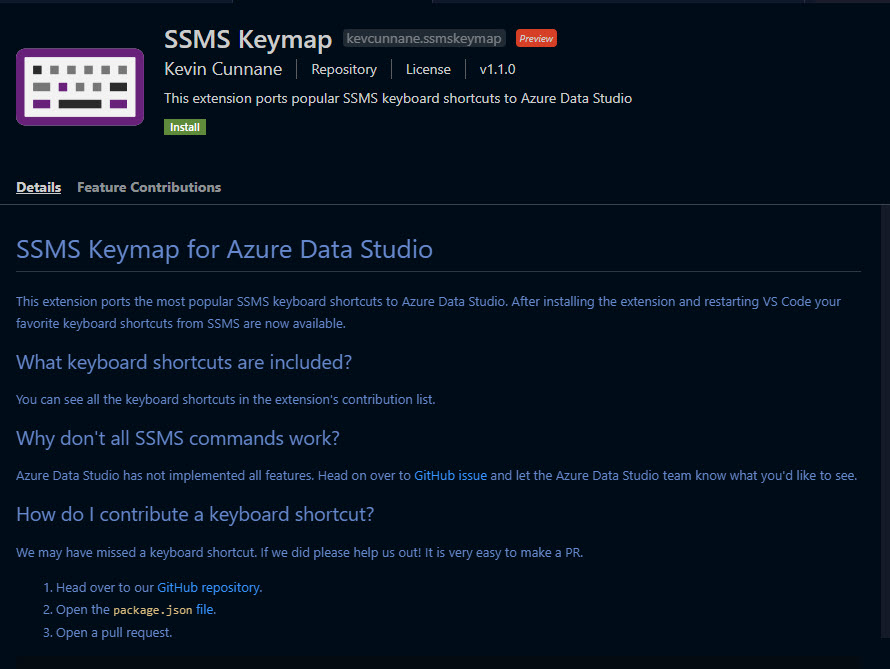 SSMS Keymap kevcunnane.ssmskeymap Preview
Kevin Cunnane Repository License v1.1.0
This extension ports popular SSMS keyboard shortcuts to Azure Data Studio
Install
Details Feature Contributions
SSMS Keymap for Azure Data Studio
This extension ports the most popular SSMS keyboard shortcuts to Azure Data Studio. After installing the extension and restarting VS Code your
favorite keyboard shortcuts from SSMS are now available.
What keyboard shortcuts are included?
You can see all the keyboard shortcuts in the extension's contribution list.
Why don't all SSMS commands work?
Azure Data Studio has not implemented all features. Head on over to GitHub issue and let the Azure Data Studio team know what you'd like to see.
How do I contribute a keyboard shortcut?
We may have missed a keyboard shortcut. If we did please help us out! It is very easy to make a PR.
1. Head over to our GitHub repository.
2. Open the package.json file.
3. Open a pull request.